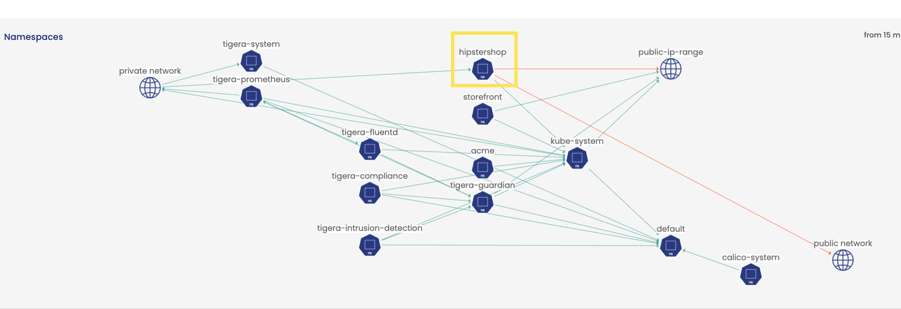 Namespaces
from 15 m
tigera-system
hipstershop
public-ip-range
private network
tigera-prometheus
storefront
tigera-fluentd
kube-system
acme
tigera-compliance
tigera-guardian
tigera-intrusion-detection
default
public network
calico-system